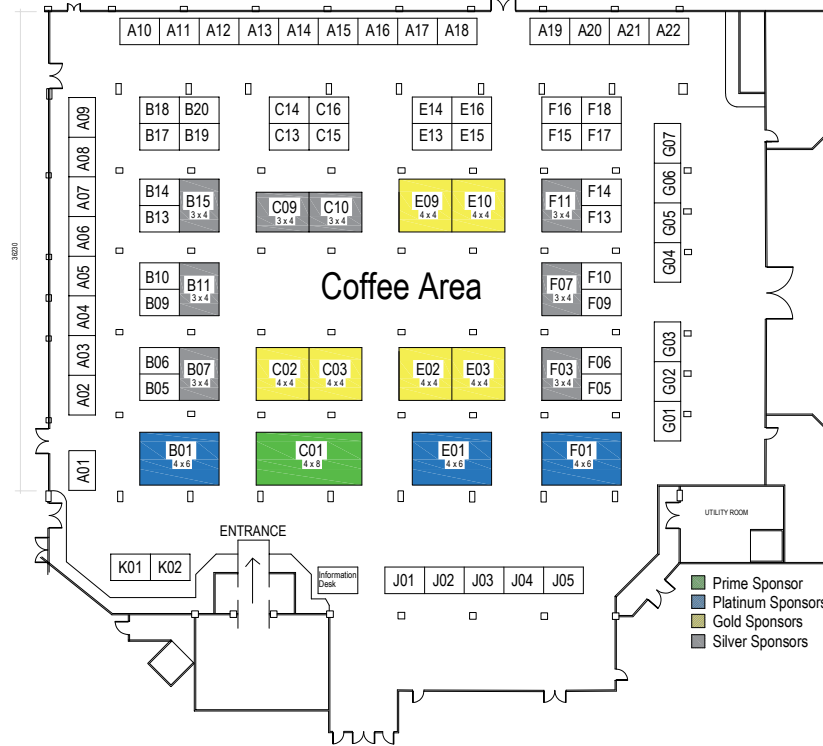 A10 A11 A12 A13 A14 A15 A16 A17 A18 A19 A20 A21 A22
B18 B20 C14 C16 E14 E16 F16 F18
B17 B19 C13 C15 E13 E15 F15 F17
A09
A08
A07
A06
A05
A04
A03
A02
A01
G07
G06
G05
G04
G03
G02
G01
36230
B14 B15 C09 C10 E09 E10 F11 F14
3 x 4 3 x 4 3 x 4 4 x 4 4 x 4 3 x 4
B13 F13
Coffee Area
B10 B11 F07 F10
3 x 4 3 x 4
B09 F09
B06 B07 C02 C03 E02 E03 F03 F06
3 x 4 4 x 4 4 x 4 4 x 4 4 x 4 3 x 4
B05 F05
B01 C01 E01 F01
4 x 6 4 x 8 4 x 6 4 x 6
UTILITY ROOM
ENTRANCE
K01 K02
Information
Desk
J01 J02 J03 J04 J05
Prime Sponsor
Platinum Sponsors
Gold Sponsors
Silver Sponsors